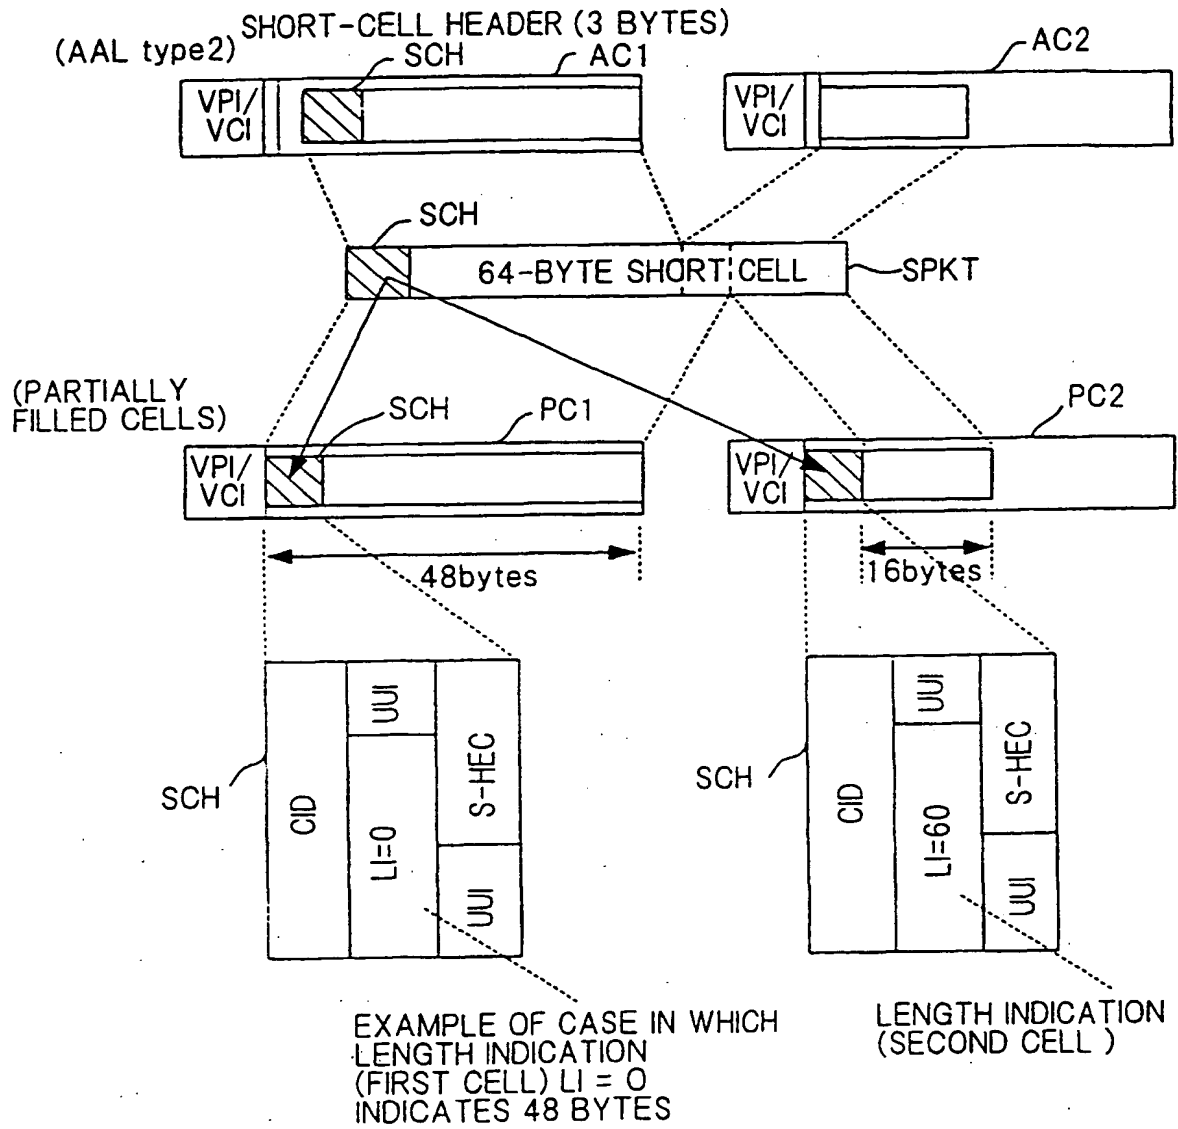 SHORT-CELL HEADER (3 BYTES)
(AAL type2)
SCH
AC1
AC2
VPI/
VCI
VPI/
VCI
SCH
64-BYTE SHORT CELL
SPKT
(PARTIALLY
FILLED CELLS)
SCH
PC1
PC2
VPI/
VCI
VPI/
VCI
48bytes
16bytes
SCH
CID
UUI
LI=0
S-HEC
UUI
SCH
CID
UUI
LI=60
S-HEC
UUI
EXAMPLE OF CASE IN WHICH
LENGTH INDICATION
(FIRST CELL) LI = 0
INDICATES 48 BYTES
LENGTH INDICATION
(SECOND CELL )